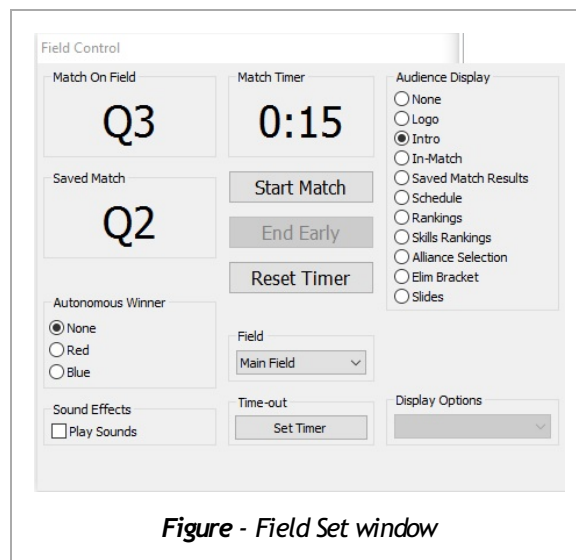 Field Control
Match On Field
Q3
Saved Match
Q2
Autonomous Winner
None
Red
Blue
Sound Effects
Play Sounds
Match Timer
0:15
Start Match
End Early
Reset Timer
Field
Main Field
Time-out
Set Timer
Audience Display
None
Logo
Intro
In-Match
Saved Match Results
Schedule
Rankings
Skills Rankings
Alliance Selection
Elim Bracket
Slides
Display Options
Figure - Field Set window